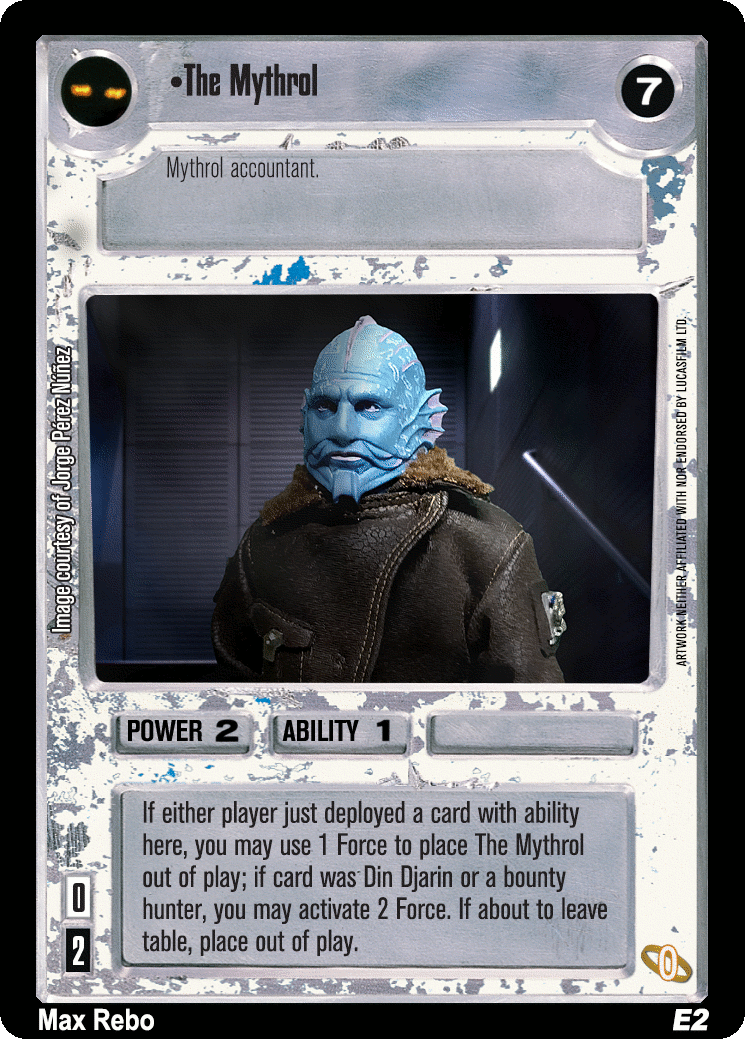 •The Mythrol
7
Mythrol accountant.
Image courtesy of Jorge Pérez Núñez
ARTWORK NEITHER AFFILIATED WITH NOR ENDORSED BY LUCASFILM LTD.
POWER 2
ABILITY 1
If either player just deployed a card with ability
here, you may use 1 Force to place The Mythrol
out of play; if card was Din Djarin or a bounty
hunter, you may activate 2 Force. If about to leave
table, place out of play.
0
2
0
Max Rebo
E2